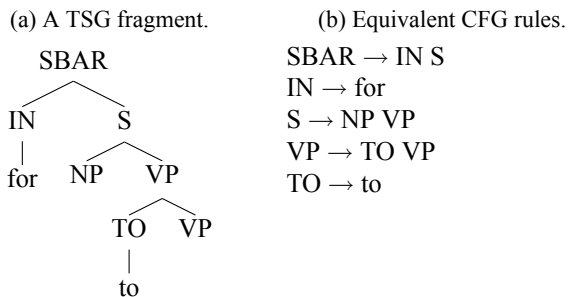 (a) A TSG fragment.
SBAR
IN S
for NP VP
TO VP
to
(b) Equivalent CFG rules.
SBAR → IN S
IN → for
S → NP VP
VP → TO VP
TO → to